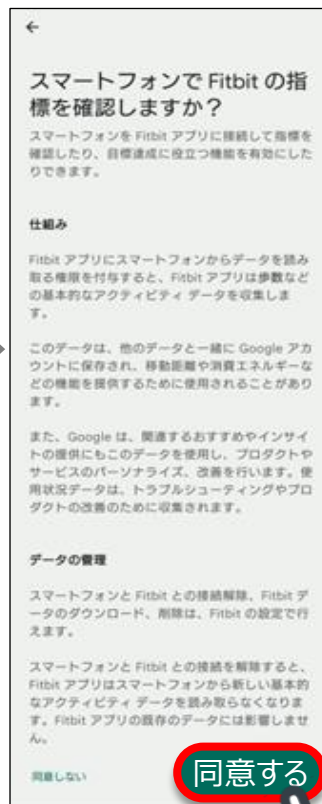 スマートフォンで Fitbit の指
標を確認しますか？
スマートフォンを Fitbit アプリに接続して指標を
確認したり、目標達成に役立つ機能を有効にした
りできます。
仕組み
Fitbit アプリにスマートフォンからデータを読み
取る権限を付与すると、Fitbit アプリは歩数など
の基本的なアクティビティ データを収集しま
す。
このデータは、他のデータと一緒に Google アカ
ウントに保存され、移動距離や消費エネルギーな
どの機能を提供するために使用されることがあり
ます。
また、Google は、関連するおすすめやインサイ
トの提供にもこのデータを使用し、プロダクトや
サービスのパーソナライズ、改善を行います。使
用状況データは、トラブルシューティングやプロ
ダクトの改善のために収集されます。
データの管理
スマートフォンと Fitbit との接続解除、Fitbit デ
ータのダウンロード、削除は、Fitbit の設定で行
えます。
スマートフォンと Fitbit との接続を解除すると、
Fitbit アプリはスマートフォンから新しい基本的
なアクティビティ データを読み取らなくなりま
す。Fitbit アプリの既存のデータには影響しませ
ん。
同意しない
同意する